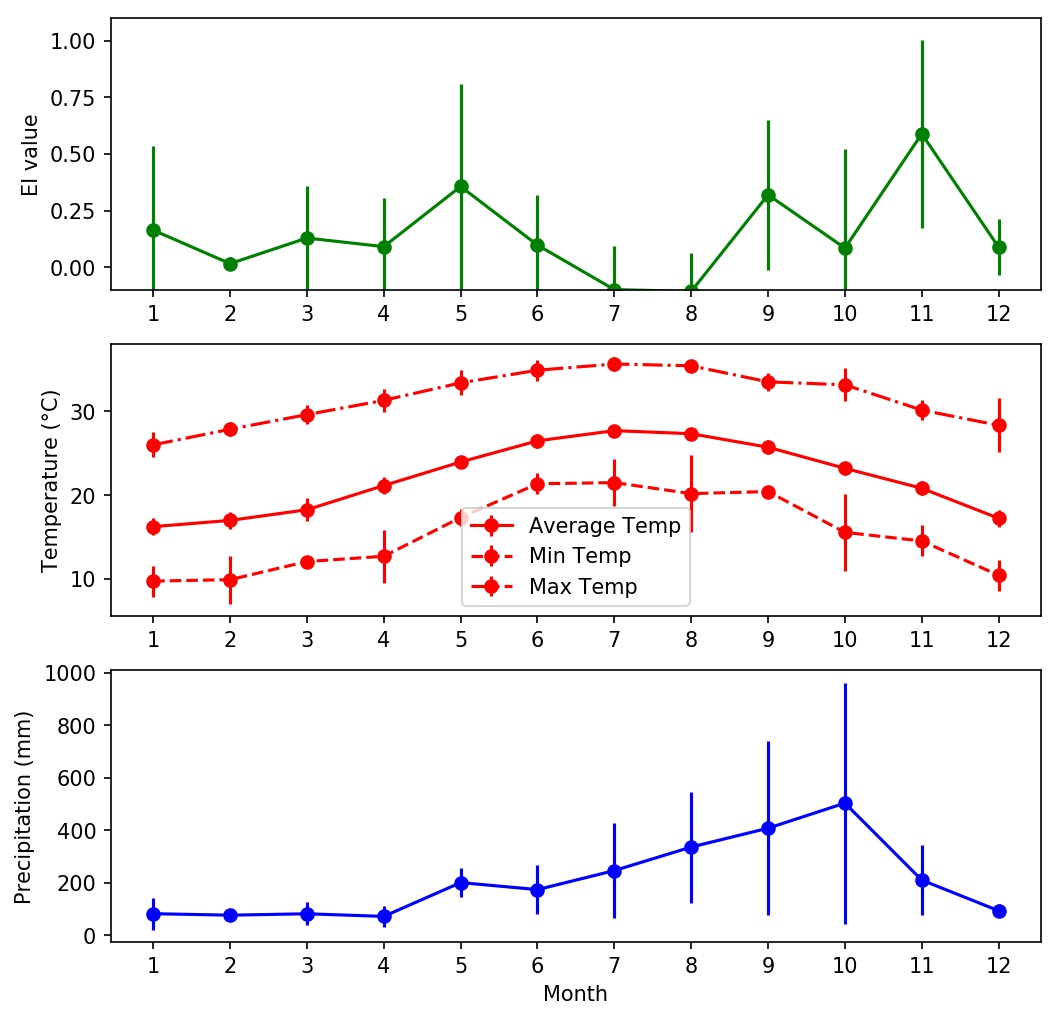 EI value
1.00
0.75
0.50
0.25
0.00
1 2 3 4 5 6 7 8 9 10 11 12
Temperature (°C)
30
20
10
Average Temp
Min Temp
Max Temp
1 2 3 4 5 6 7 8 9 10 11 12
Precipitation (mm)
1000
800
600
400
200
0
1 2 3 4 5 6 7 8 9 10 11 12
Month